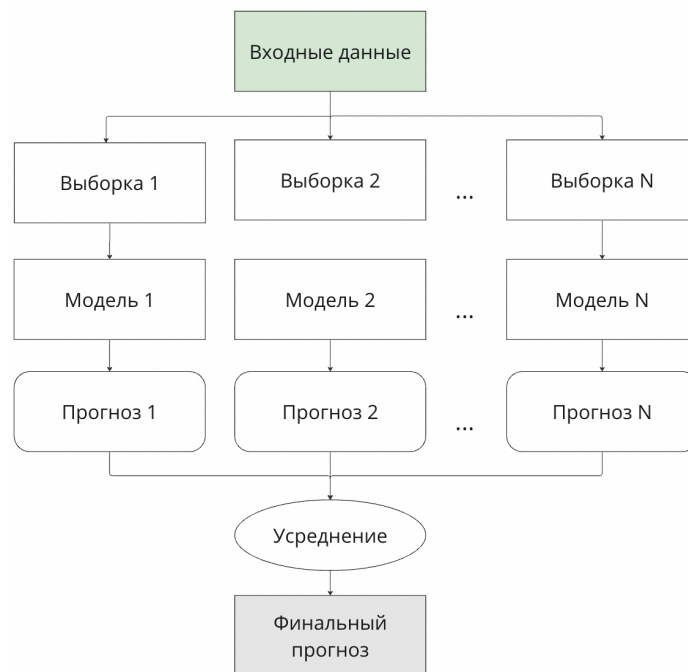 Входные данные
Выборка 1
Выборка 2
...
Выборка N
Модель 1
Модель 2
...
Модель N
Прогноз 1
Прогноз 2
...
Прогноз N
Усреднение
Финальный
прогноз